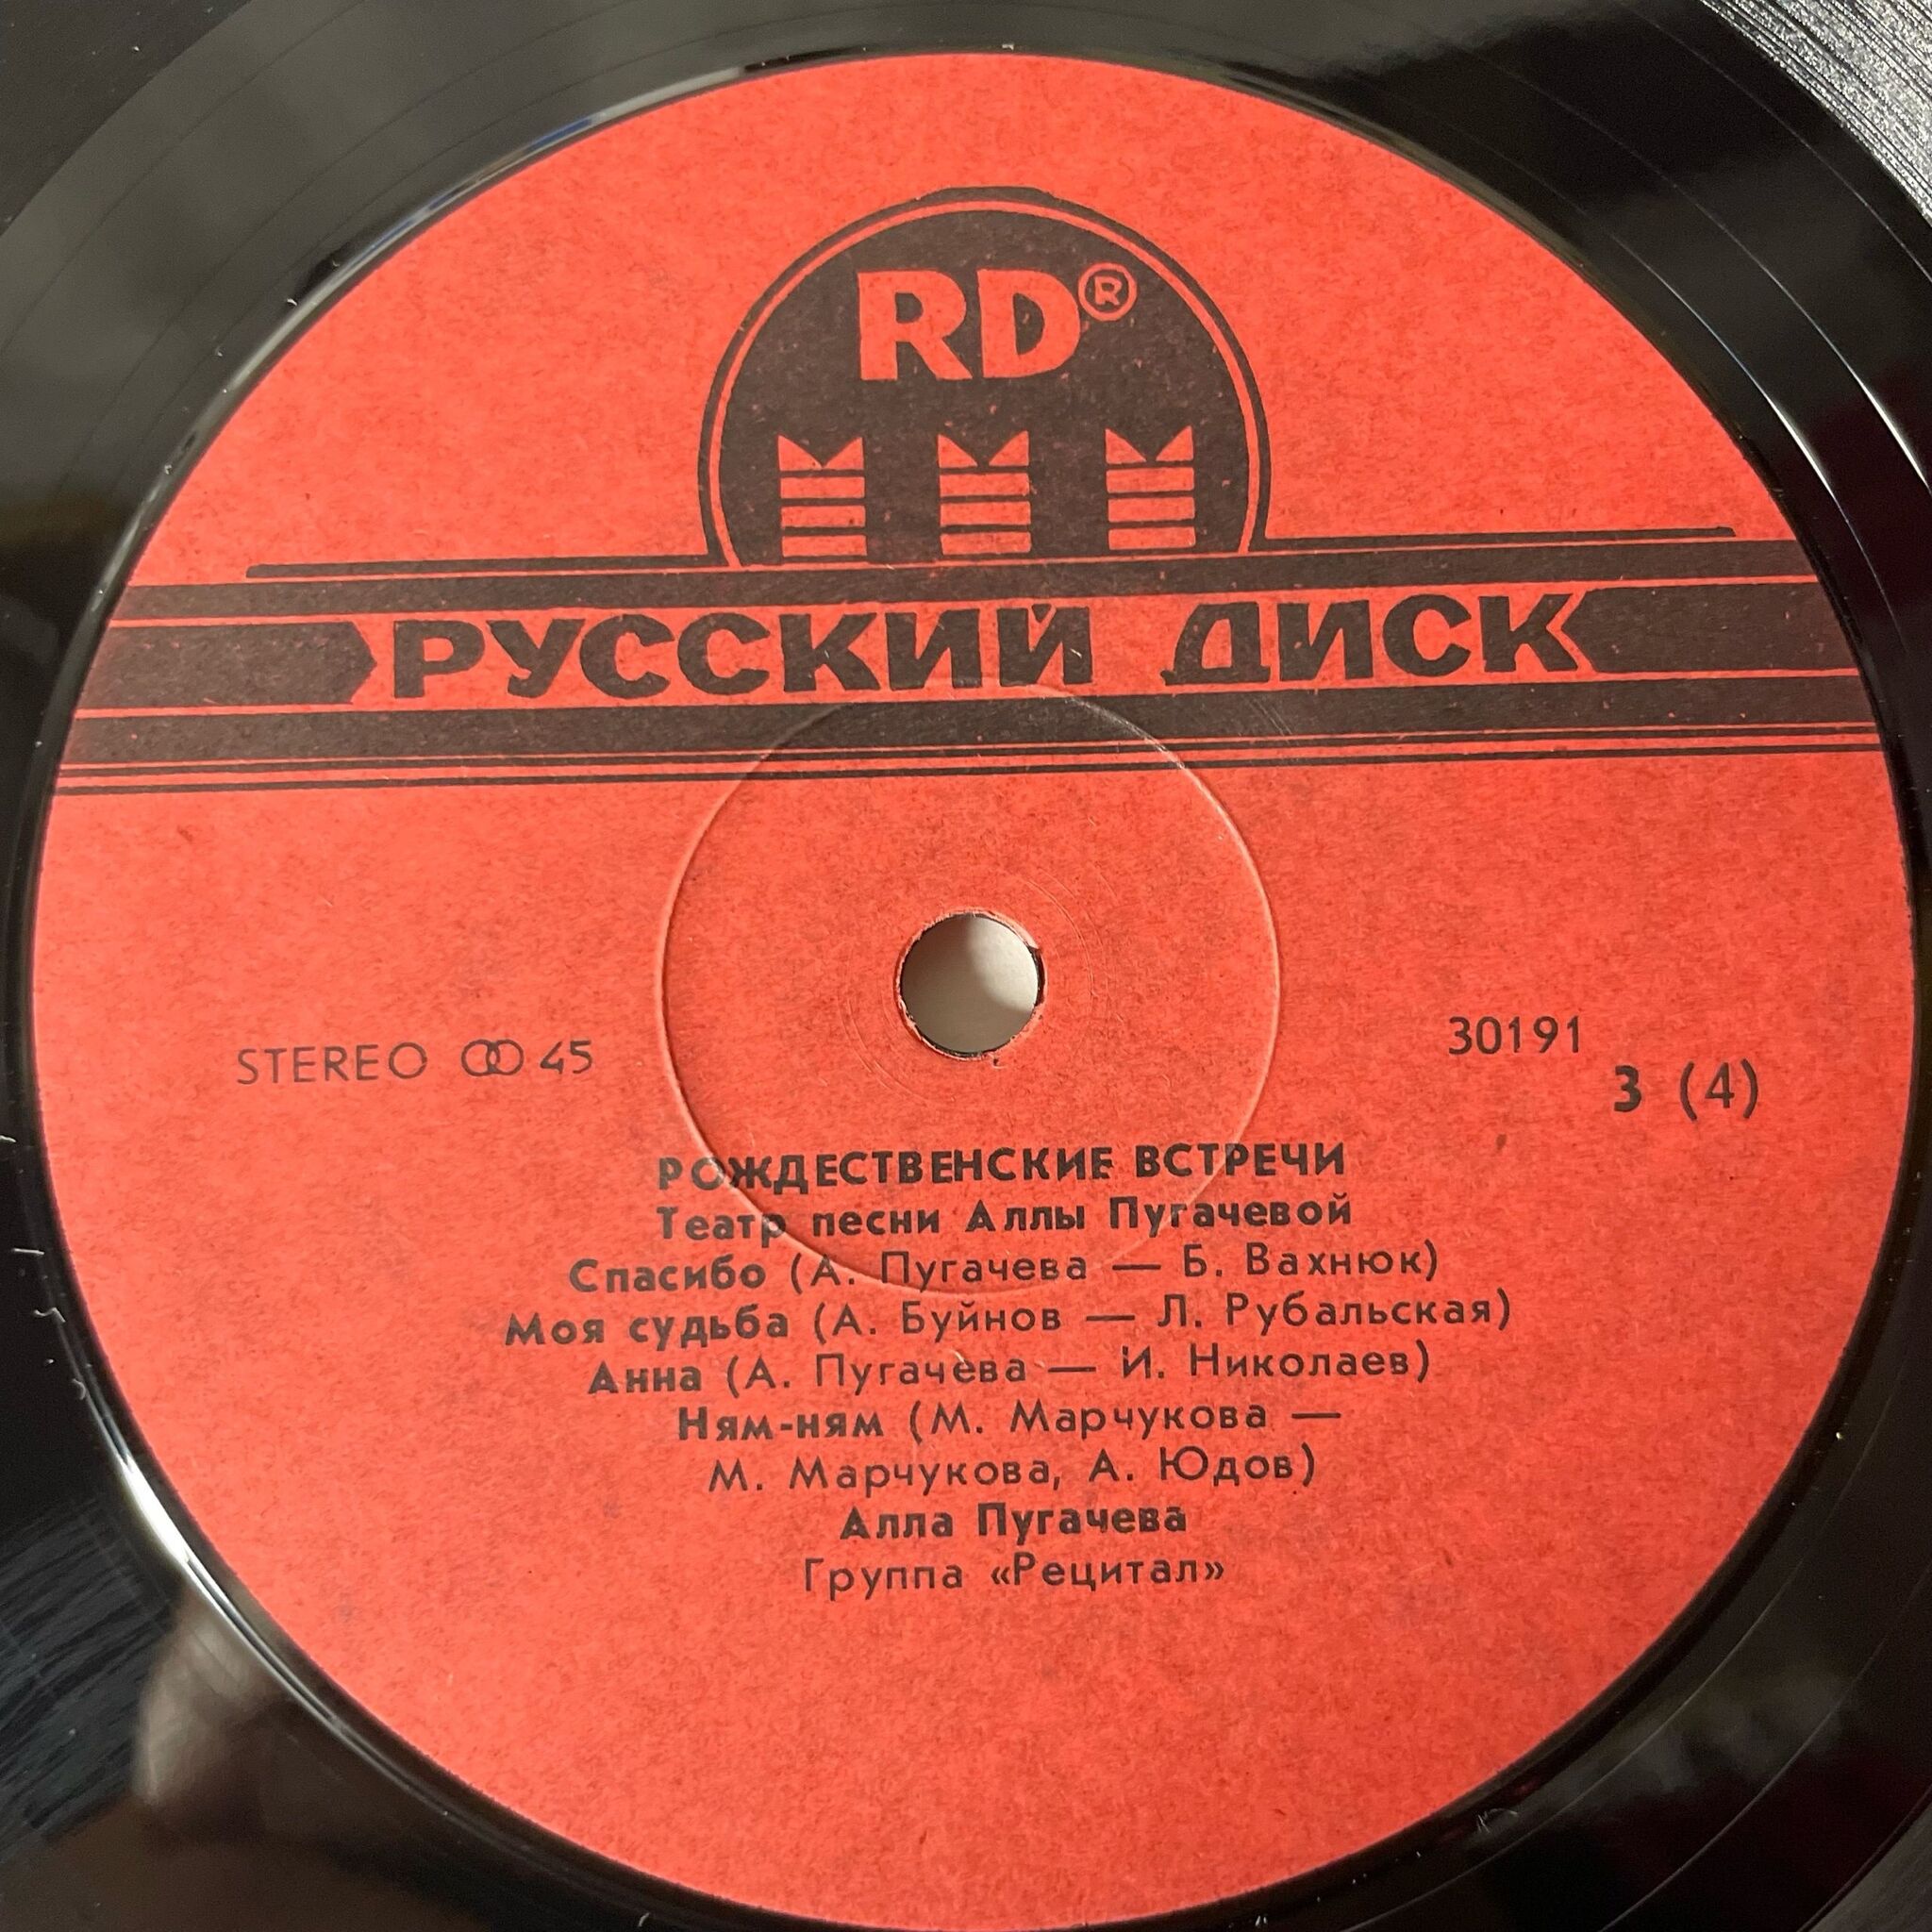 RD®
РУССКИЙ ДИСК
STEREO 45
30191
3 (4)
РОЖДЕСТВЕНСКИЕ ВСТРЕЧИ
Театр песни Аллы Пугачевой
Спасибо (А. Пугачева — Б. Вахнюк)
Моя судьба (А. Буйнов — Л. Рубальская)
Анна (А. Пугачева — И. Николаев)
Ням-ням (М. Марчукова —
М. Марчукова, А. Юдов)
Алла Пугачева
Группа «Рецитал»